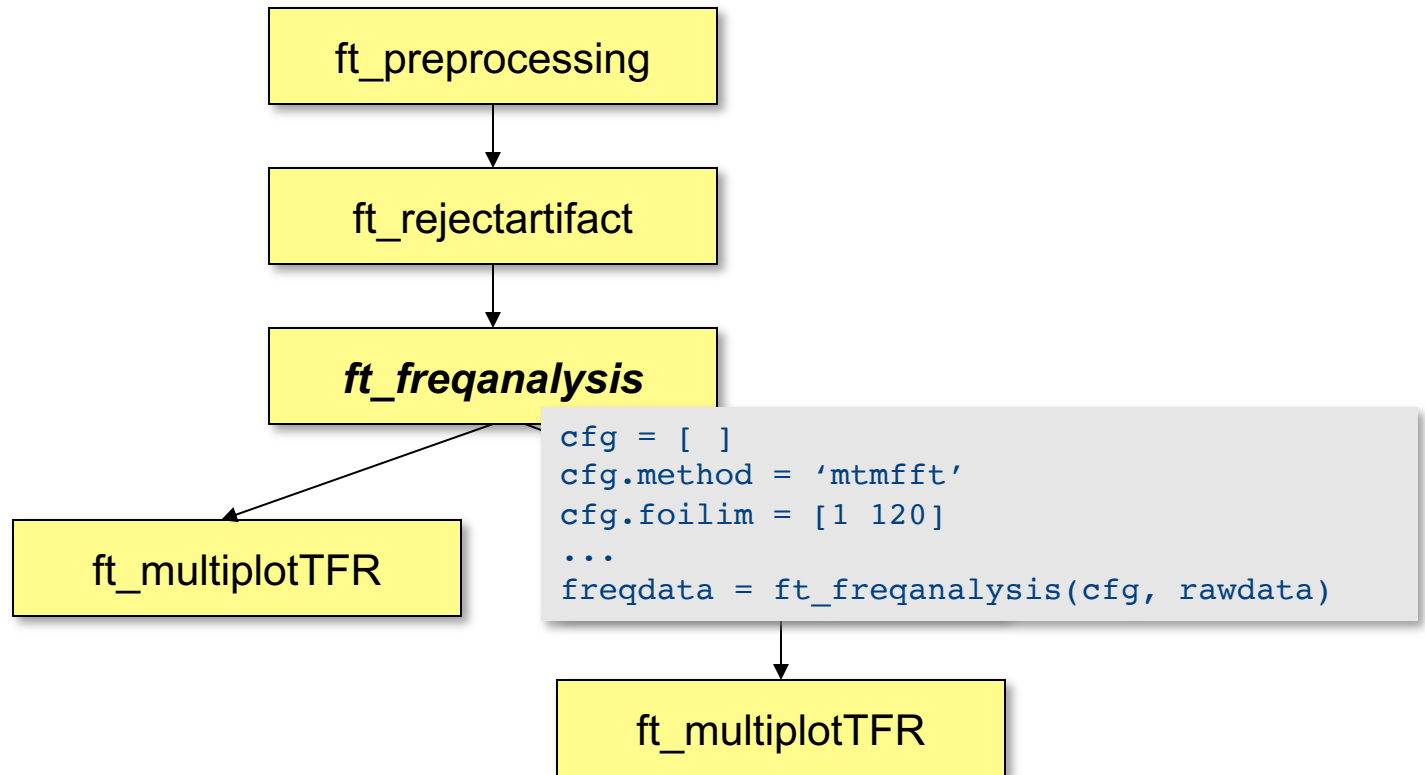 ft_preprocessing
ft_rejectartifact
ft_freqanalysis
cfg = [ ]
cfg.method = ‘mtmfft’
cfg.foilim = [1 120]
...
freqdata = ft_freqanalysis(cfg, rawdata)
ft_multiplotTFR
ft_multiplotTFR